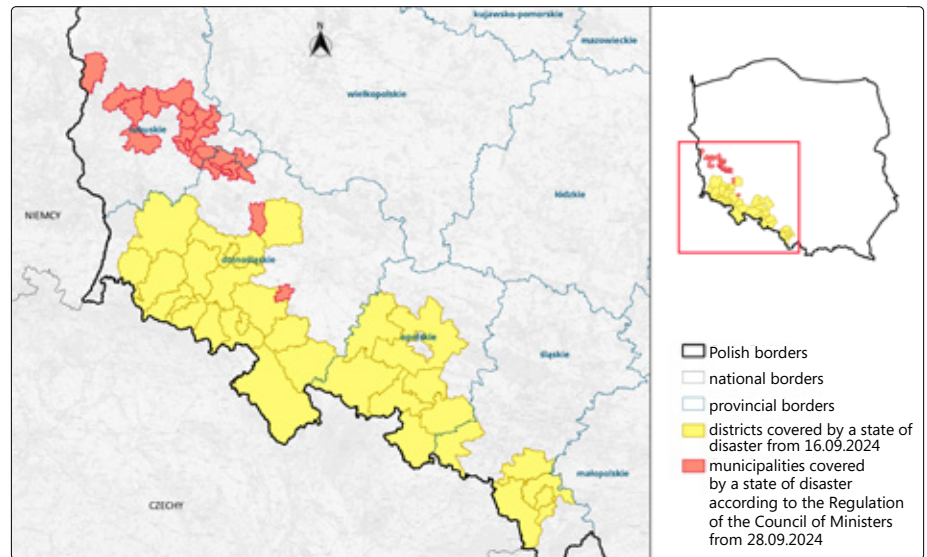 kujawsko-pomorskie
mazowieckie
N
wielkopolskie
lubuskie
łódzkie
NIEMCY
dolnośląskie
opolskie
śląskie
małopolskie
CZECHY
Polish borders
national borders
provincial borders
districts covered by a state of
disaster from 16.09.2024
municipalities covered
by a state of disaster
according to the Regulation
of the Council of Ministers
from 28.09.2024